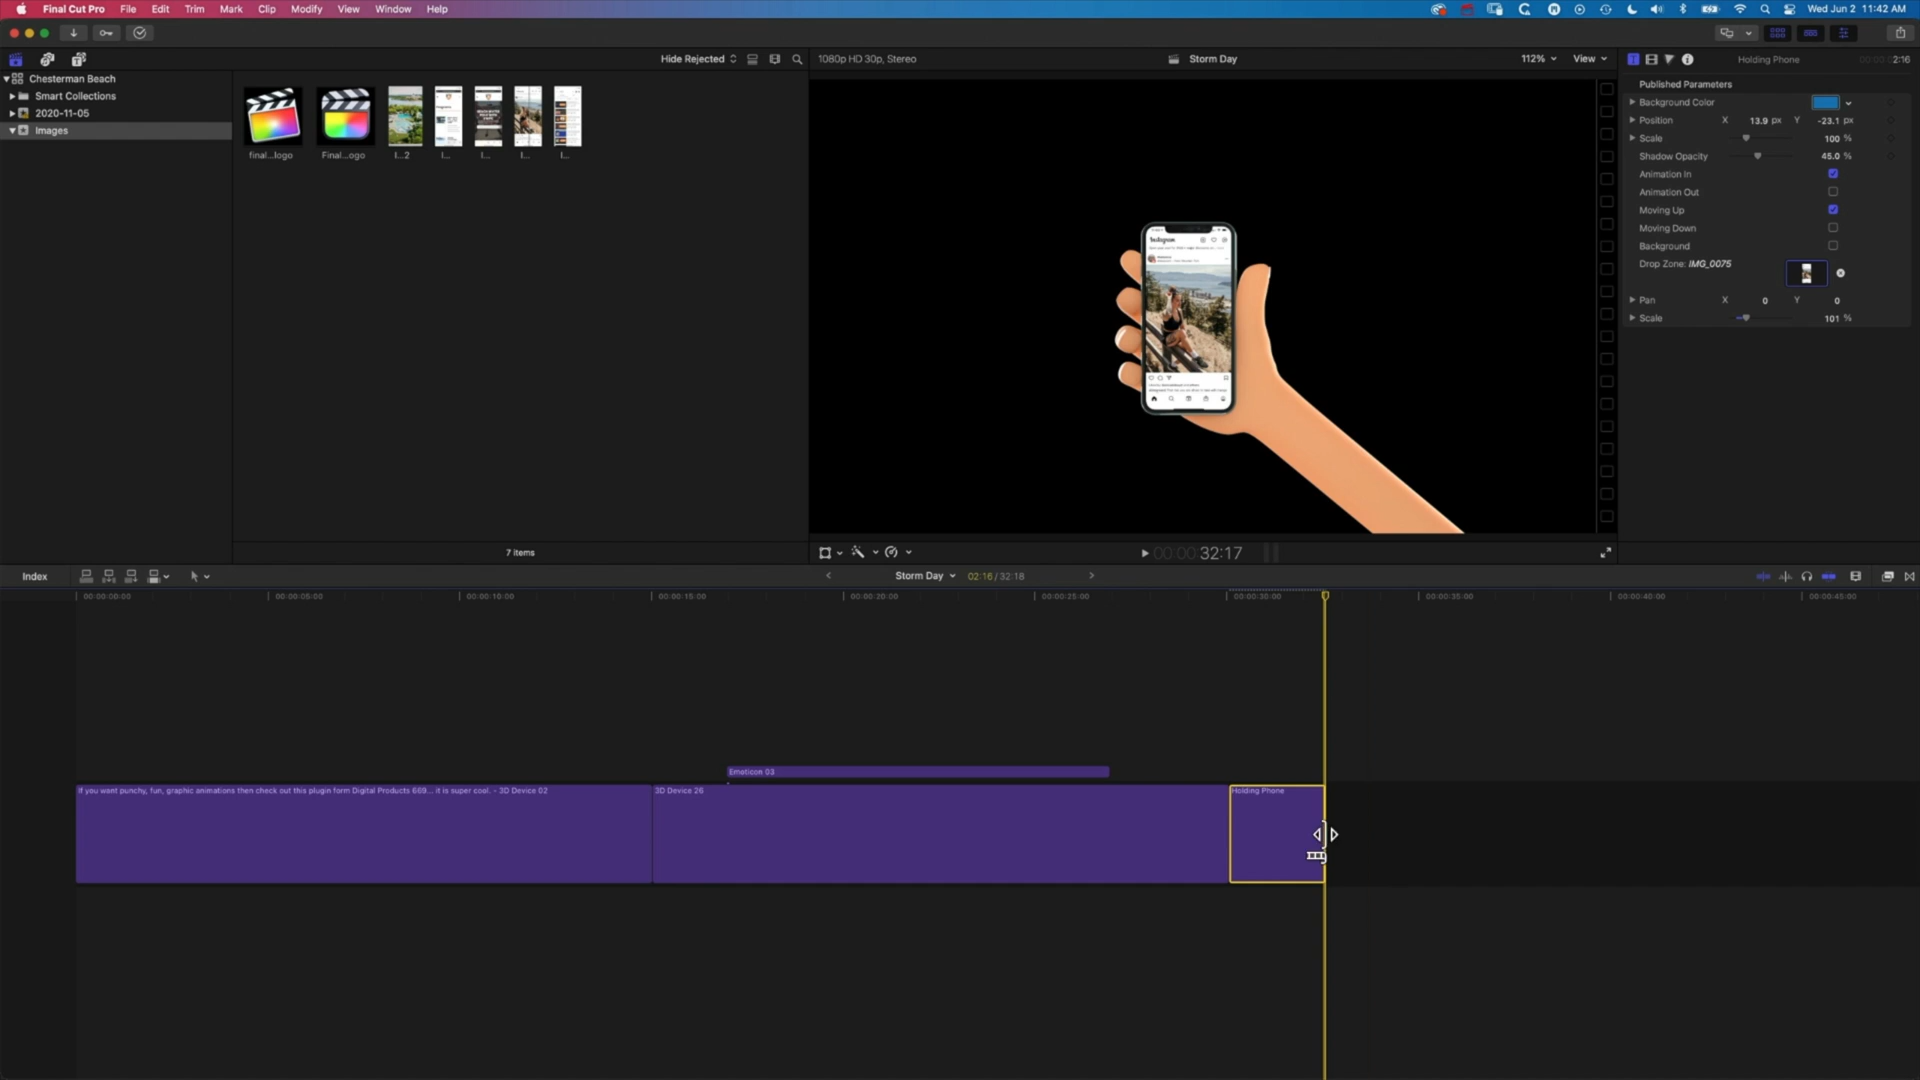 Final Cut Pro File Edit Trim Mark Clip Modify View Window Help
Wed Jun 2 11:42 AM
Hide Rejected
1080p HD 30p, Stereo
Storm Day
112%
View
Holding Phone
2:16
Chesterman Beach
Smart Collections
2020-11-05
Images
final...logo
Final...ogo
I...2
I...
I...
I...
I...
7 items
Instagram
32:17
Published Parameters
Background Color
Position X 13.9 px Y -23.1 px
Scale 100 %
Shadow Opacity 45.0 %
Animation In
Animation Out
Moving Up
Moving Down
Background
Drop Zone: IMG_0075
Pan X 0 Y 0
Scale 101 %
Index
Storm Day 02:16 / 32:18
00:00:00:00
00:00:05:00
00:00:10:00
00:00:15:00
00:00:20:00
00:00:25:00
00:00:30:00
00:00:35:00
00:00:40:00
00:00:45:00
Emoticon 03
If you want punchy, fun, graphic animations then check out this plugin form Digital Products 669... it is super cool. - 3D Device 02
3D Device 26
Holding Phone